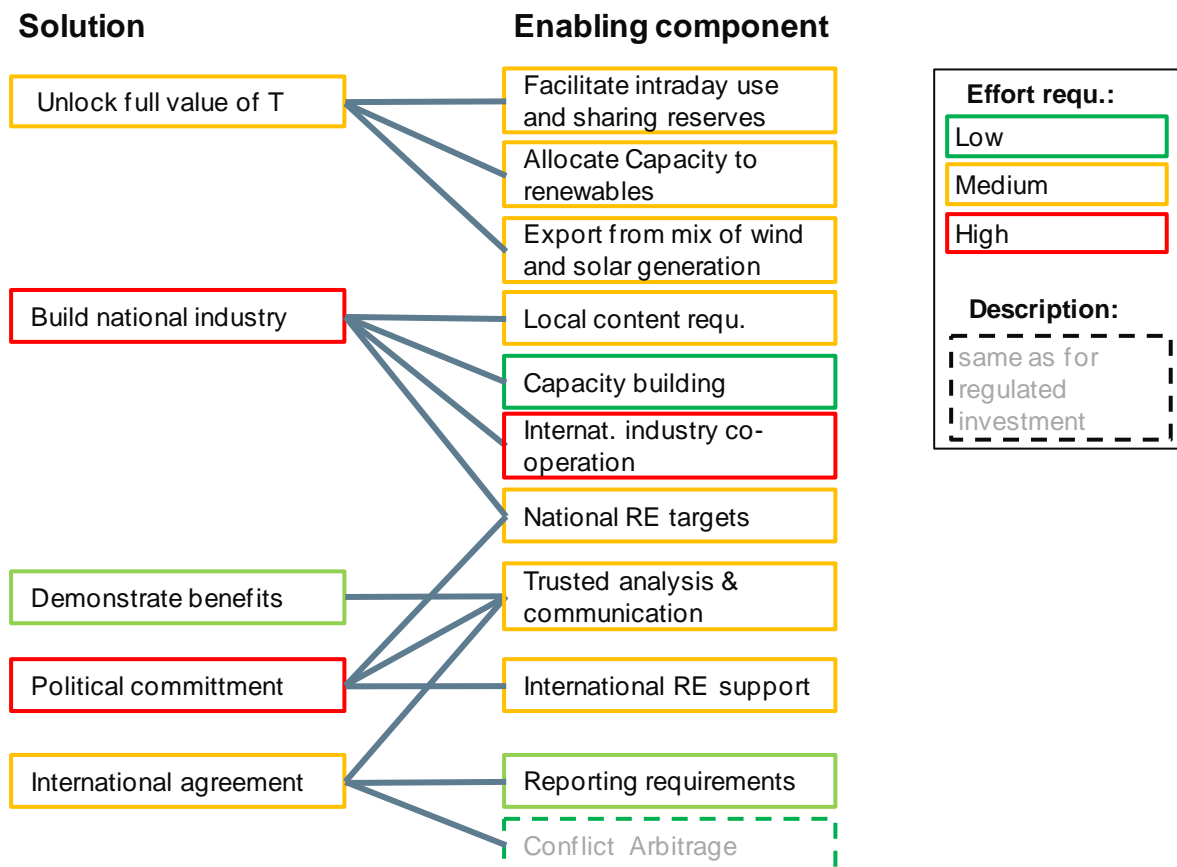 Solution
Enabling component
Unlock full value of T
Facilitate intraday use
and sharing reserves
Allocate Capacity to
renewables
Export from mix of wind
and solar generation
Build national industry
Local content requ.
Capacity building
Internat. industry co-
operation
National RE targets
Demonstrate benefits
Trusted analysis &
communication
Political committment
International RE support
International agreement
Reporting requirements
Conflict Arbitrage
Effort requ.:
Low
Medium
High
Description:
same as for
regulated
investment